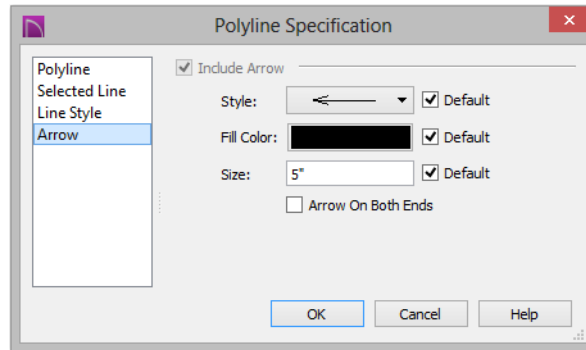 Polyline Specification
Polyline
Selected Line
Line Style
Arrow
Include Arrow
Style: Default
Fill Color: Default
Size: 5" Default
Arrow On Both Ends
OK Cancel Help